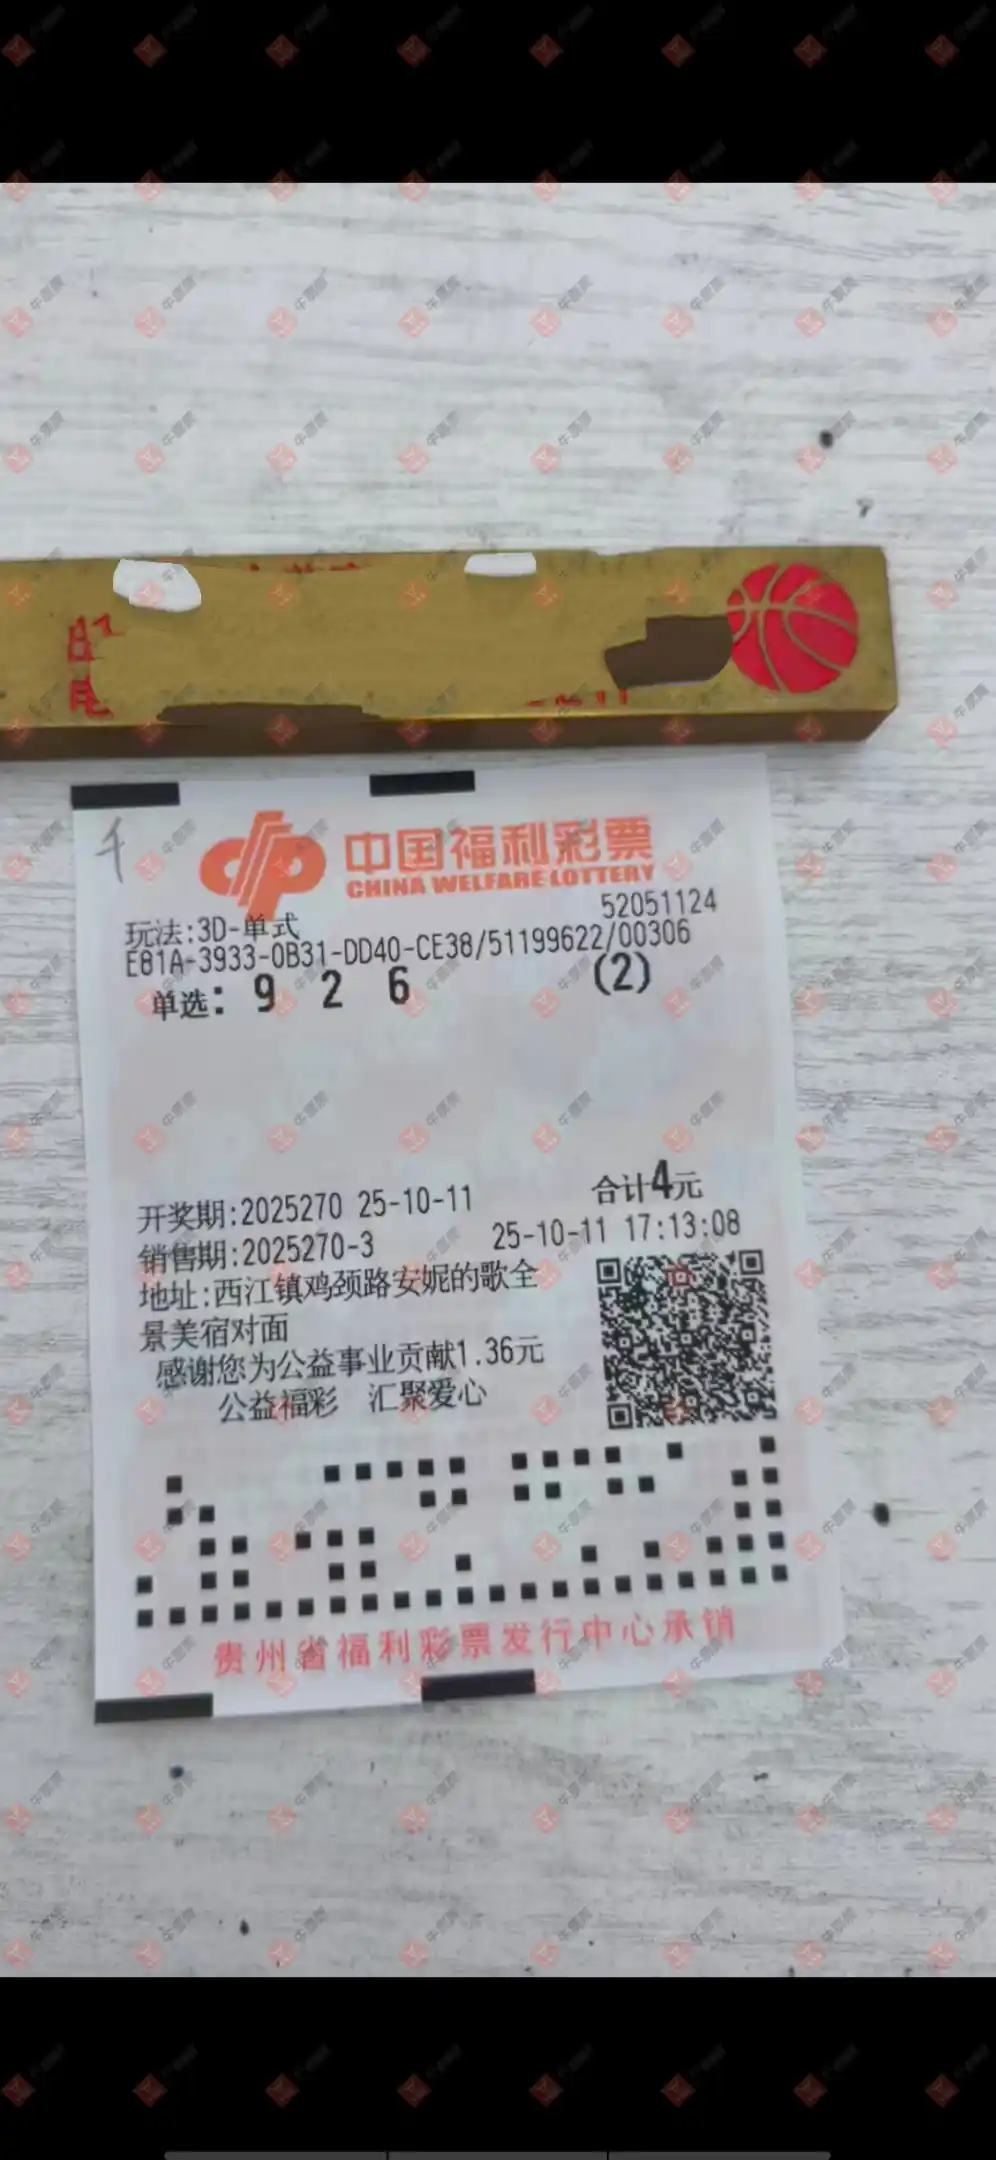 千
中国福利彩票
CHINA WELFARE LOTTERY
52051124
玩法:3D-单式
E81A-3933-0B31-DD40-CE38/51199622/00306
单选: 9 2 6 (2)
开奖期:2025270 25-10-11 合计4元
销售期:2025270-3 25-10-11 17:13:08
地址:西江镇鸡颈路安妮的歌全
景美宿对面
感谢您为公益事业贡献1.36元
公益福彩 汇聚爱心
贵州省福利彩票发行中心承销